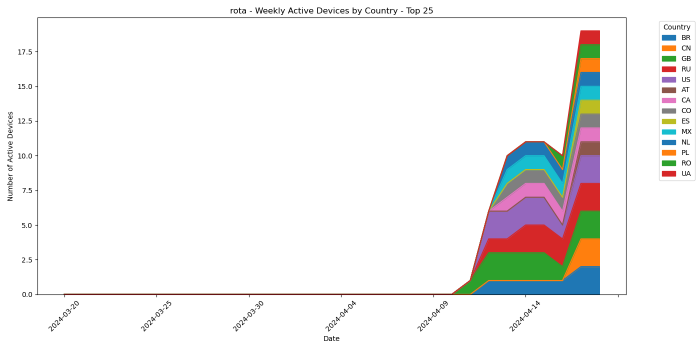 rota - Weekly Active Devices by Country - Top 25
Number of Active Devices
17.5
15.0
12.5
10.0
7.5
5.0
2.5
0.0
2024-03-20
2024-03-25
2024-03-30
2024-04-04
2024-04-09
2024-04-14
Date
Country
BR
CN
GB
RU
US
AT
CA
CO
ES
MX
NL
PL
RO
UA